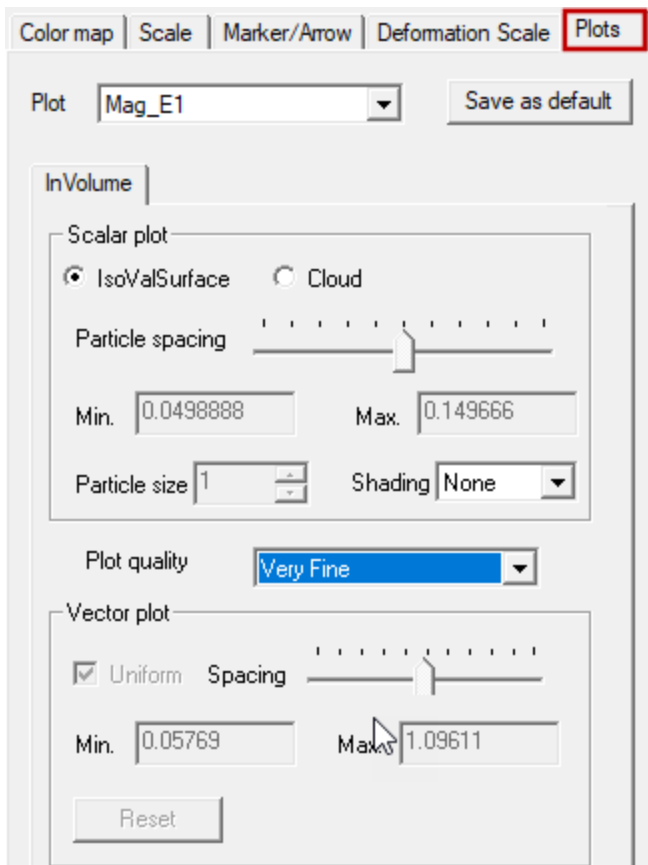 Color map Scale Marker/Arrow Deformation Scale Plots
Plot Mag_E1 Save as default
InVolume
Scalar plot
IsoValSurface Cloud
Particle spacing
Min. 0.0498888 Max. 0.149666
Particle size 1 Shading None
Plot quality Very Fine
Vector plot
Uniform Spacing
Min. 0.05769 Max 1.09611
Reset